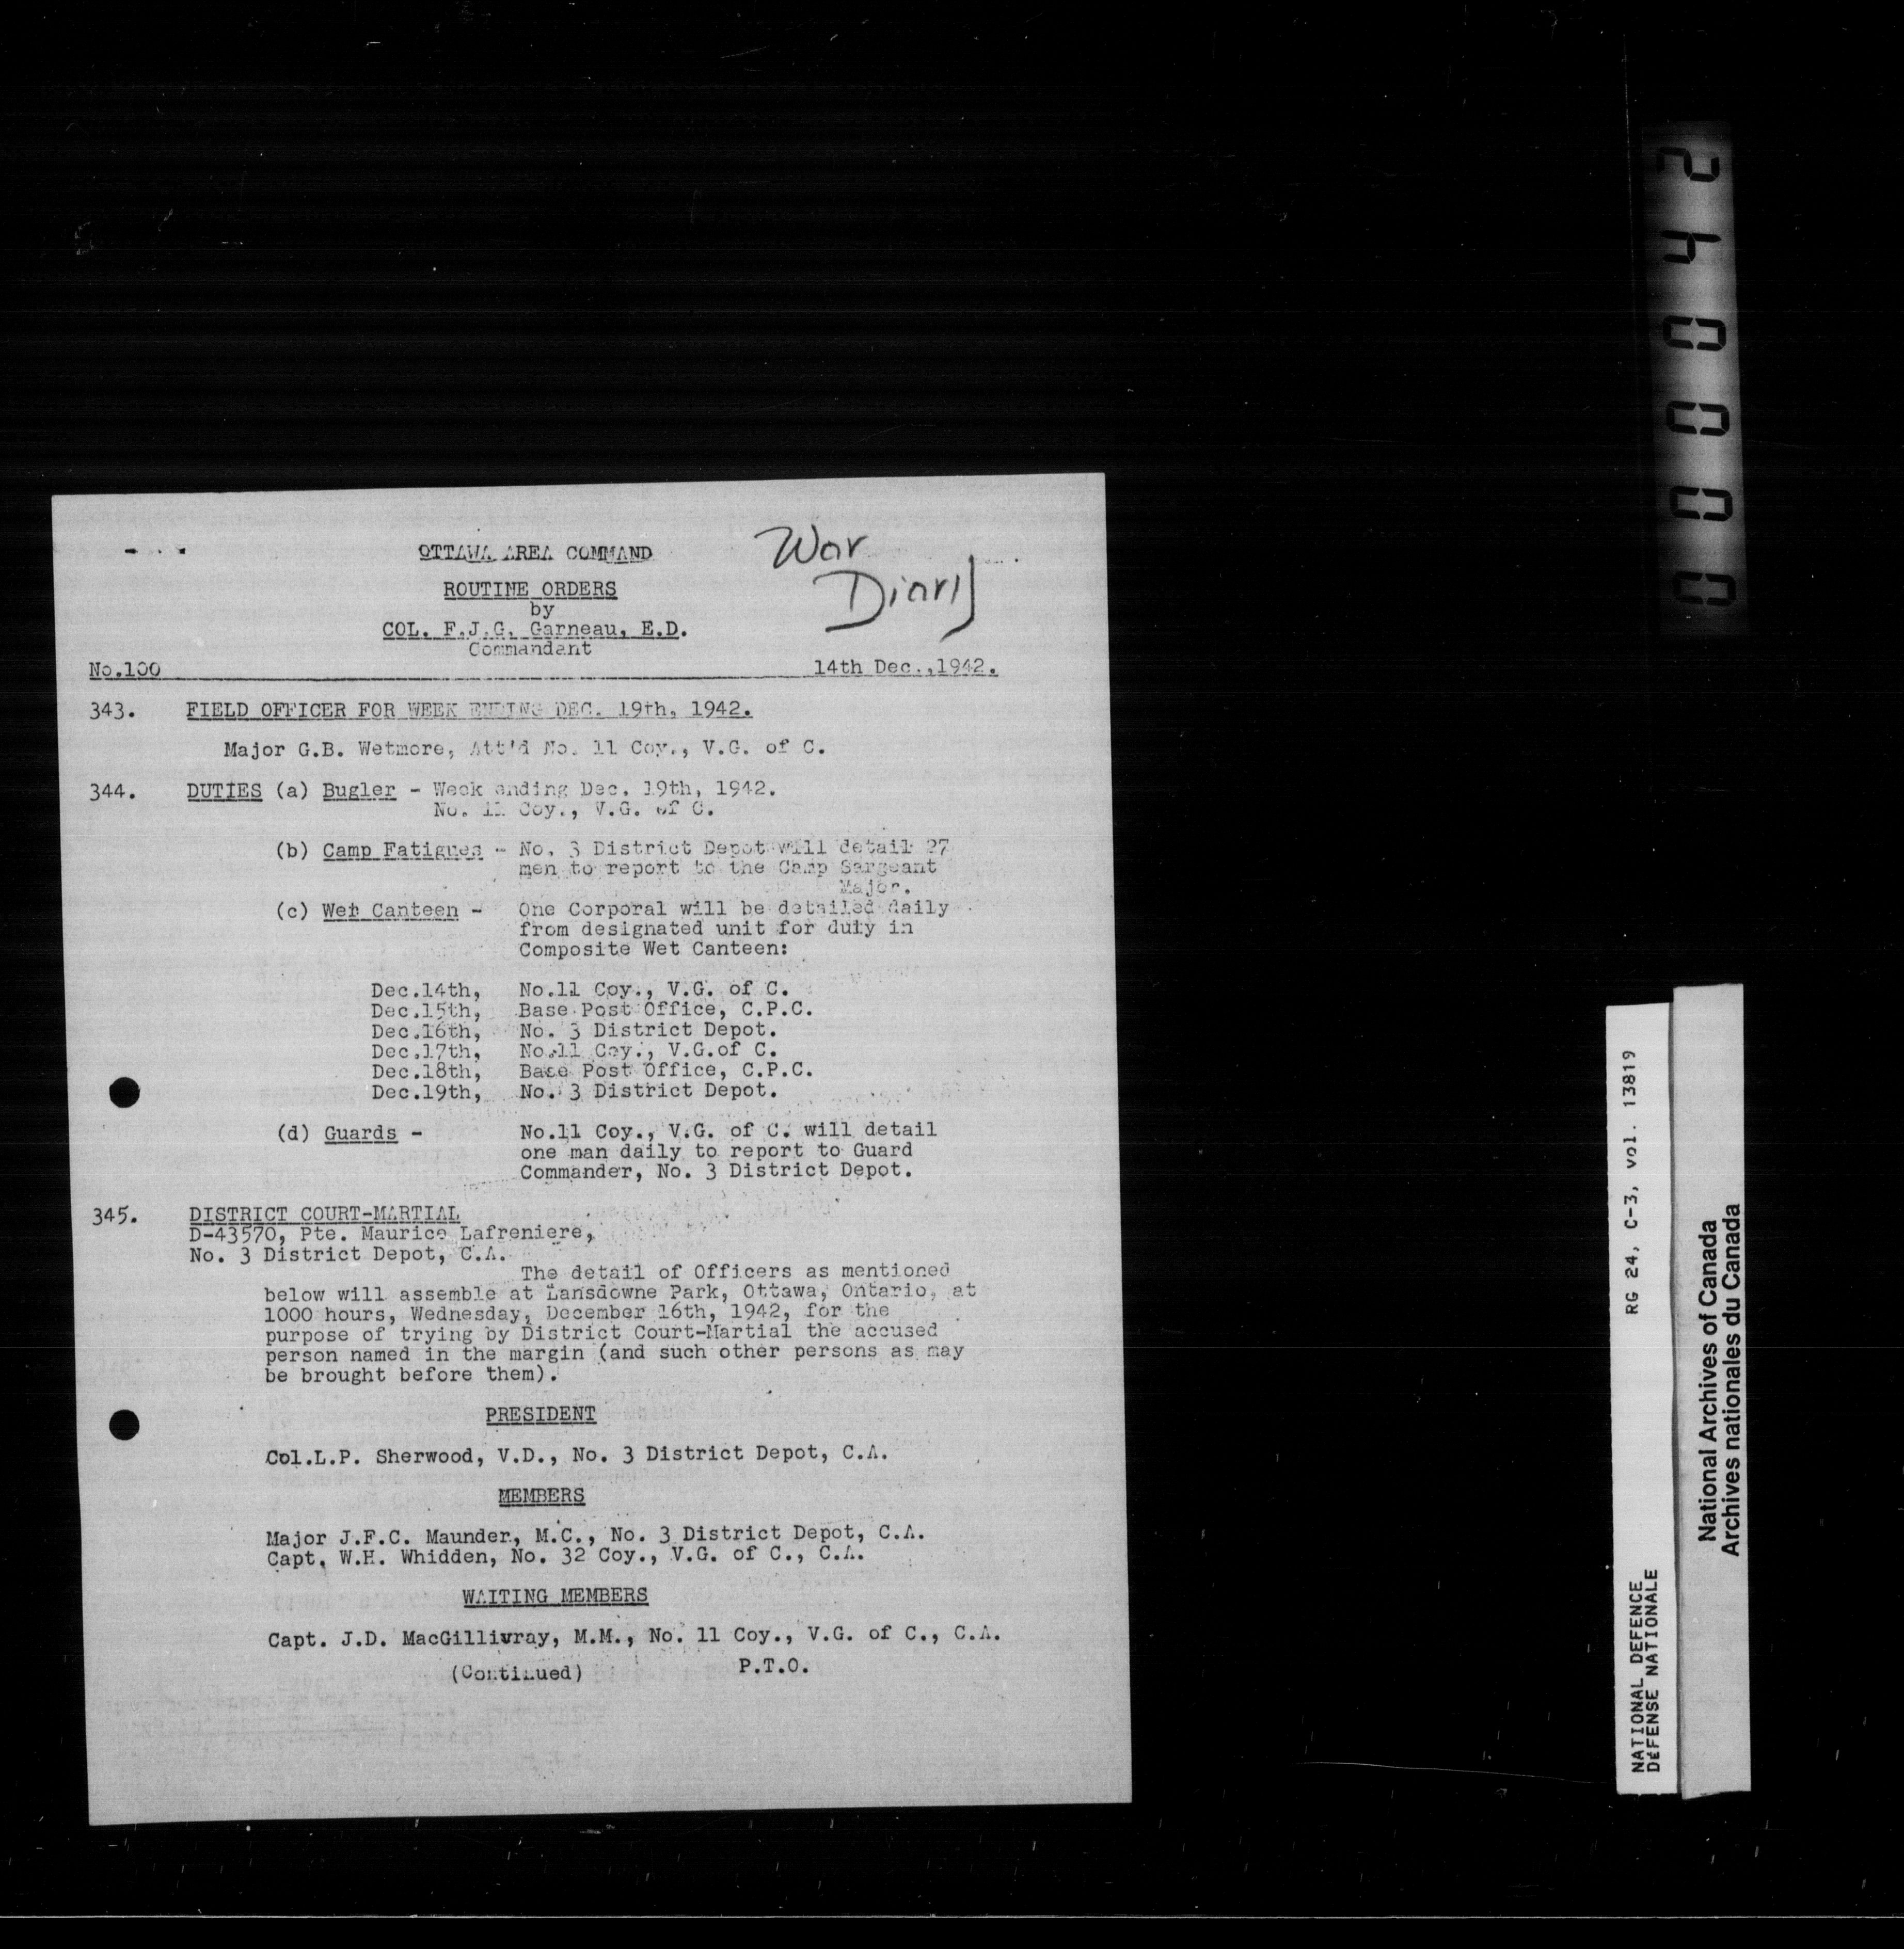 OTTAWA AREA COMMAND
War
Diary
ROUTINE ORDERS
by
COL. F.J.G. Garneau, E.D.
Commandant
No.100 14th Dec.,1942.
343. FIELD OFFICER FOR WEEK ENDING DEC. 19th, 1942.
Major G.B. Wetmore, Att'd No. 11 Coy., V.G. of C.
344. DUTIES (a) Bugler - Week ending Dec. 19th, 1942.
No. 11 Coy., V.G. of C.
(b) Camp Fatigues - No. 3 District Depot will detail 27
men to report to the Camp Sargeant
Major.
(c) Wet Canteen - One Corporal will be detailed daily
from designated unit for duty in
Composite Wet Canteen:
Dec.14th, No.11 Coy., V.G. of C.
Dec.15th, Base Post Office, C.P.C.
Dec.16th, No. 3 District Depot.
Dec.17th, No.11 Coy., V.G.of C.
Dec.18th, Base Post Office, C.P.C.
Dec.19th, No. 3 District Depot.
(d) Guards - No.11 Coy., V.G. of C. will detail
one man daily to report to Guard
Commander, No. 3 District Depot.
345. DISTRICT COURT-MARTIAL
D-43570, Pte. Maurice Lafreniere,
No. 3 District Depot, C.A.
The detail of Officers as mentioned
below will assemble at Lansdowne Park, Ottawa, Ontario, at
1000 hours, Wednesday, December 16th, 1942, for the
purpose of trying by District Court-Martial the accused
person named in the margin (and such other persons as may
be brought before them).
PRESIDENT
Col.L.P. Sherwood, V.D., No. 3 District Depot, C.A.
MEMBERS
Major J.F.C. Maunder, M.C., No. 3 District Depot, C.A.
Capt. W.H. Whidden, No. 32 Coy., V.G. of C., C.A.
WAITING MEMBERS
Capt. J.D. MacGillivray, M.M., No. 11 Coy., V.G. of C., C.A.
(Continued) P.T.O.
000042
NATIONAL DEFENCE RG 24, C-3, vol. 13819
DÉFENSE NATIONALE
National Archives of Canada
Archives nationales du Canada